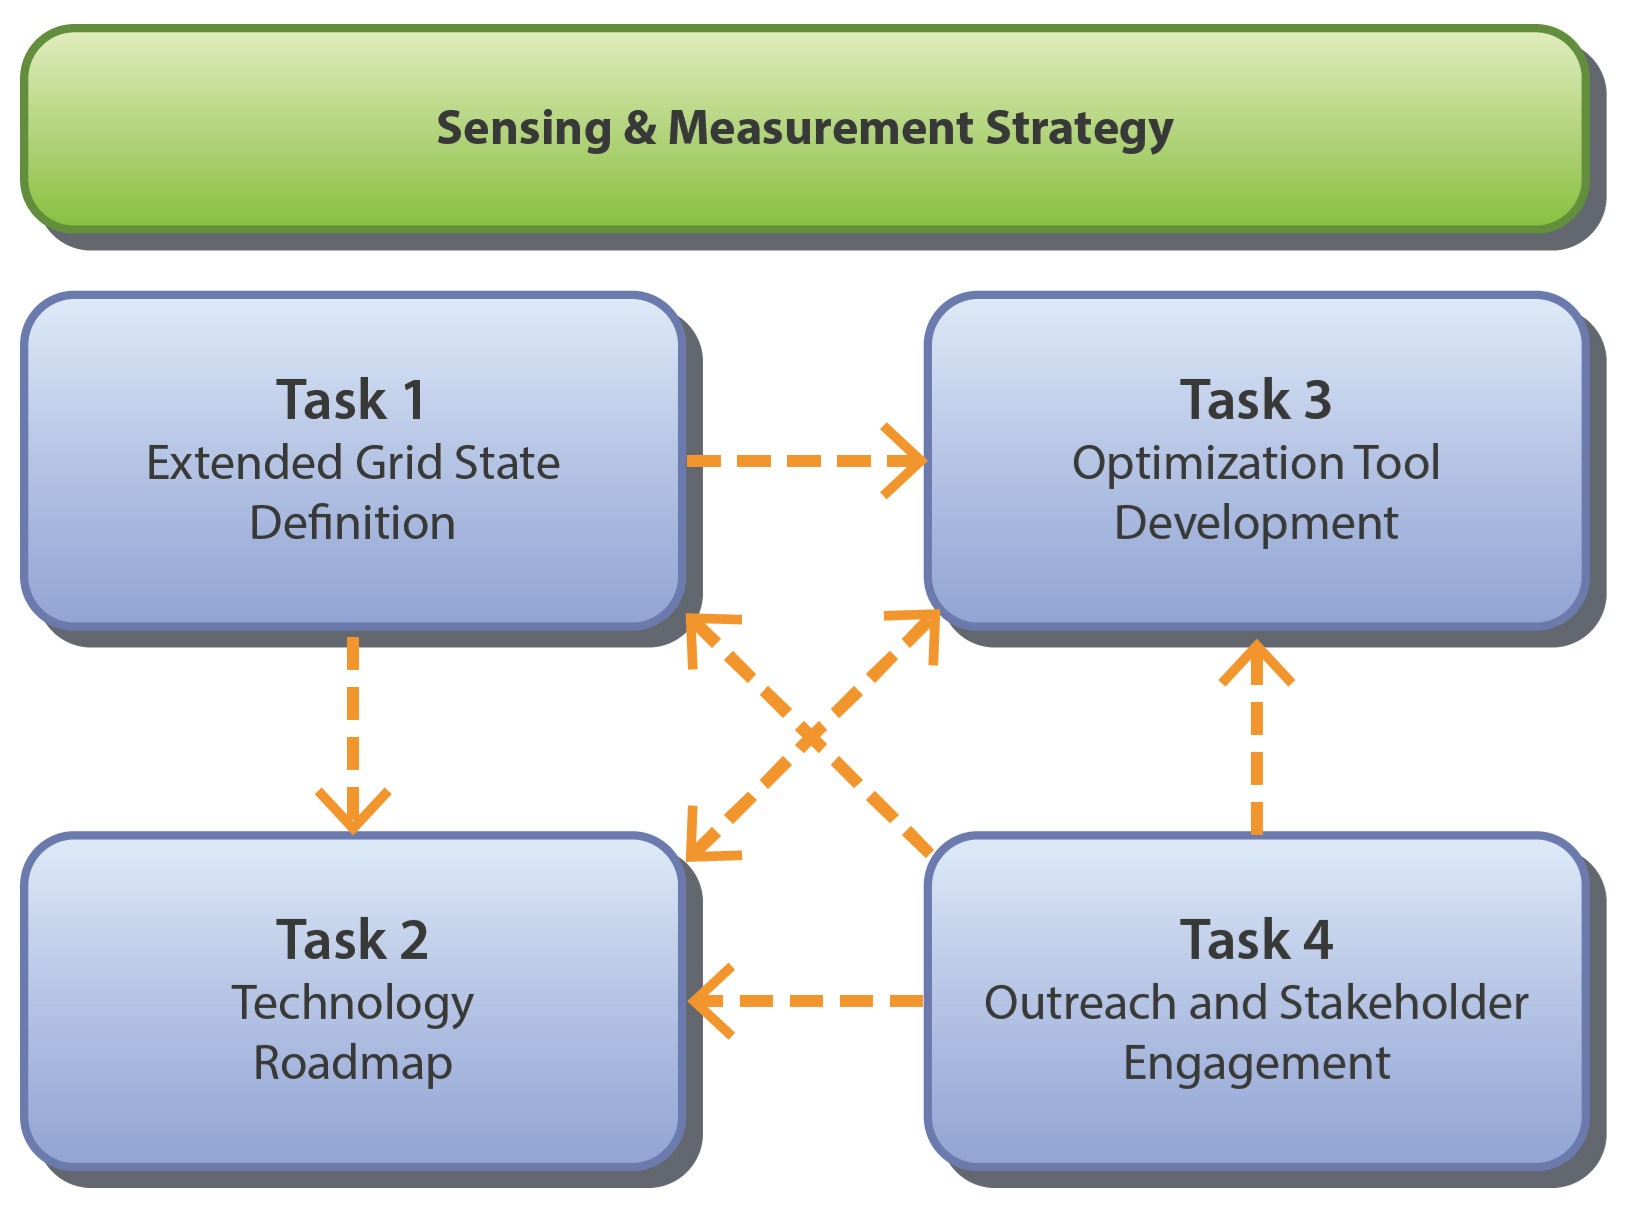 Sensing & Measurement Strategy
Task 1
Extended Grid State
Definition
Task 3
Optimization Tool
Development
Task 2
Technology
Roadmap
Task 4
Outreach and Stakeholder
Engagement